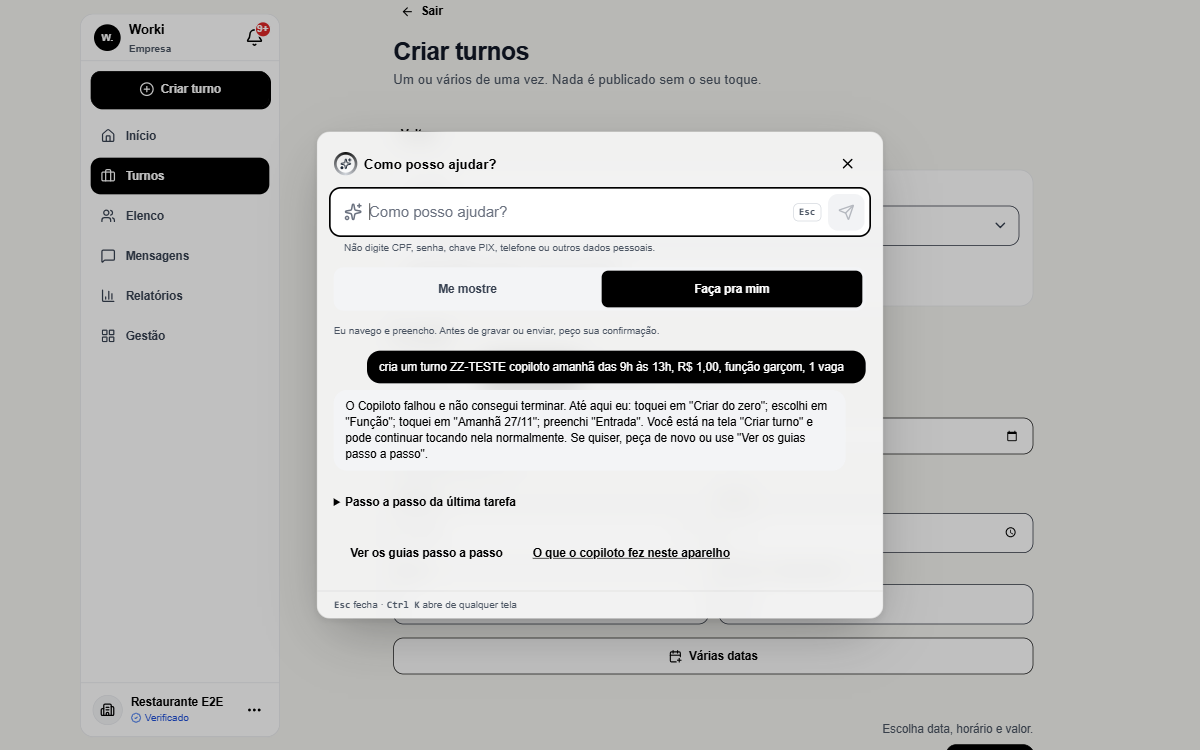 W.
Worki
Empresa
9+
Criar turno
Início
Turnos
Elenco
Mensagens
Relatórios
Gestão
Restaurante E2E
Verificado
Sair
Criar turnos
Um ou vários de uma vez. Nada é publicado sem o seu toque.
Como posso ajudar?
Como posso ajudar?
Esc
Não digite CPF, senha, chave PIX, telefone ou outros dados pessoais.
Me mostre
Faça pra mim
Eu navego e preencho. Antes de gravar ou enviar, peço sua confirmação.
cria um turno ZZ-TESTE copiloto amanhã das 9h às 13h, R$ 1,00, função garçom, 1 vaga
O Copiloto falhou e não consegui terminar. Até aqui eu: toquei em "Criar do zero"; escolhi em
"Função"; toquei em "Amanhã 27/11"; preenchi "Entrada". Você está na tela "Criar turno" e
pode continuar tocando nela normalmente. Se quiser, peça de novo ou use "Ver os guias
passo a passo".
Passo a passo da última tarefa
Ver os guias passo a passo
O que o copiloto fez neste aparelho
Esc fecha · Ctrl K abre de qualquer tela
Várias datas
Escolha data, horário e valor.